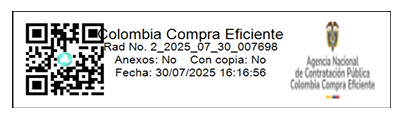 Colombia Compra Eficiente
Rad No. 2_2025_07_30_007698
Anexos: No Con copia: No
Fecha: 30/07/2025 16:16:56
Agencia Nacional
de Contratación Pública
Colombia Compra Eficiente